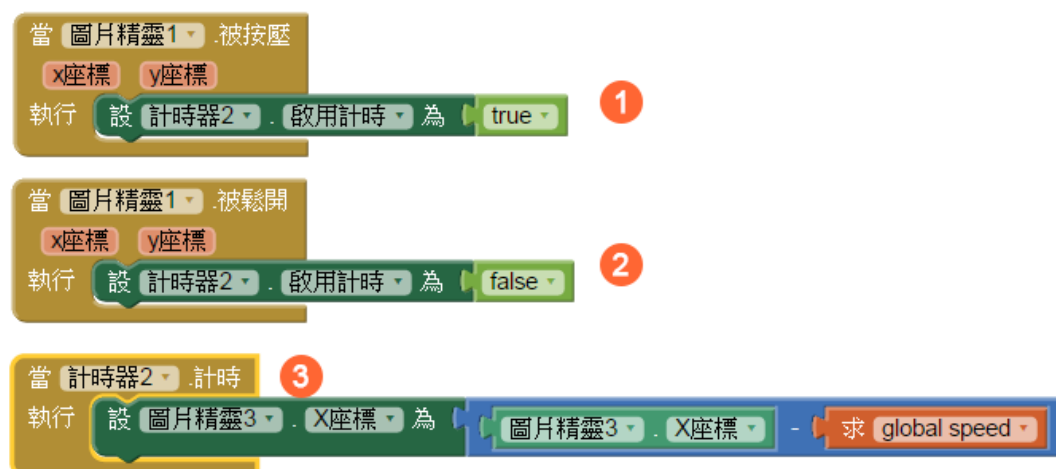 當 圖片精靈1 .被按壓
x座標 y座標
執行 設 計時器2 . 啟用計時 為 true
1
當 圖片精靈1 .被鬆開
x座標 y座標
執行 設 計時器2 . 啟用計時 為 false
2
當 計時器2 .計時
3
執行 設 圖片精靈3 . X座標 為 圖片精靈3 . X座標 - 求 global speed